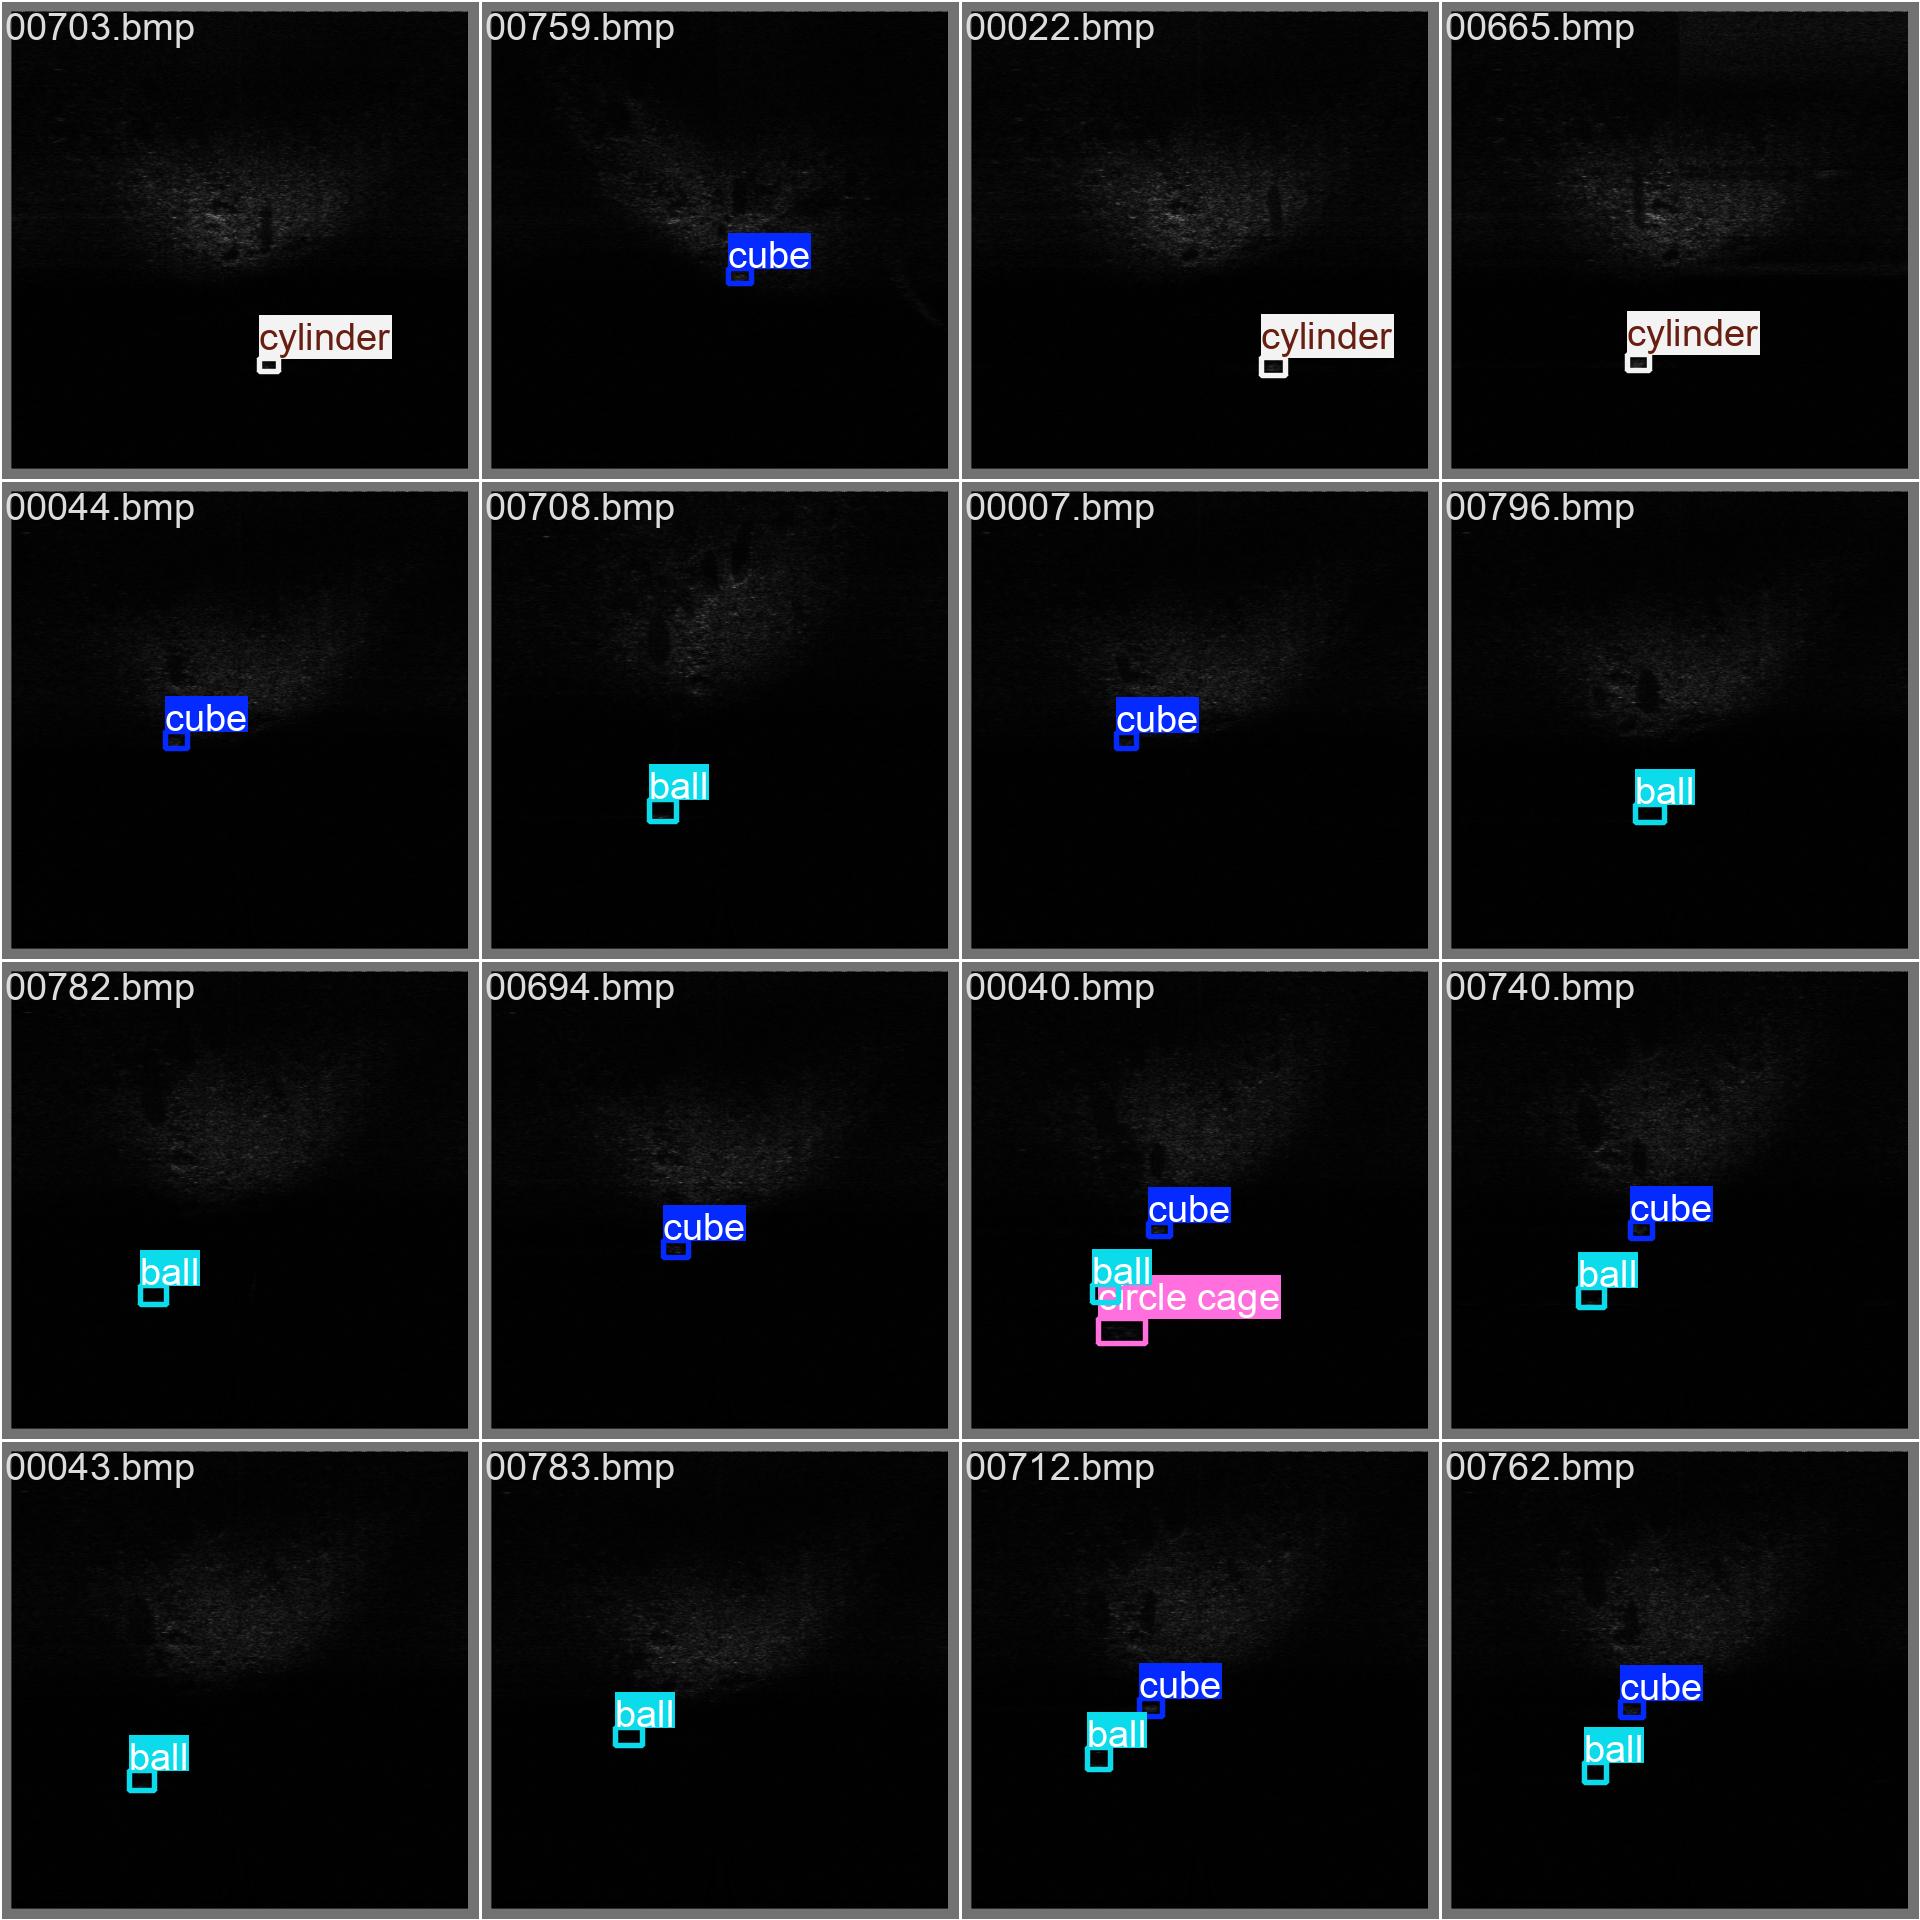 00703.bmp
00759.bmp
00022.bmp
00665.bmp
cube
cylinder
cylinder
cylinder
00044.bmp
00708.bmp
00007.bmp
00796.bmp
cube
ball
cube
ball
00782.bmp
00694.bmp
00040.bmp
00740.bmp
ball
cube
cube
ball
circle cage
cube
ball
00043.bmp
00783.bmp
00712.bmp
00762.bmp
ball
ball
cube
ball
cube
ball